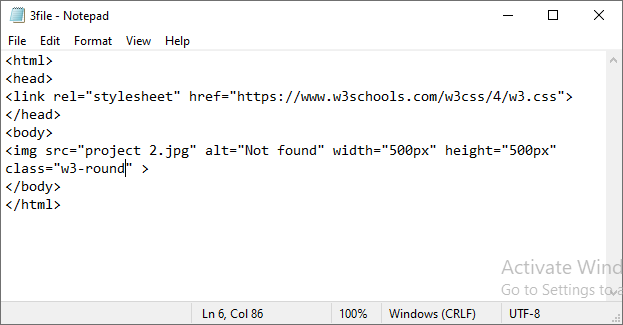 3file - Notepad
File Edit Format View Help
<html>
<head>
<link rel="stylesheet" href="https://www.w3schools.com/w3css/4/w3.css">
</head>
<body>
<img src="project 2.jpg" alt="Not found" width="500px" height="500px"
class="w3-round" >
</body>
</html>
Activate Wind
Go to Settings to a
Ln 6, Col 86 100% Windows (CRLF) UTF-8